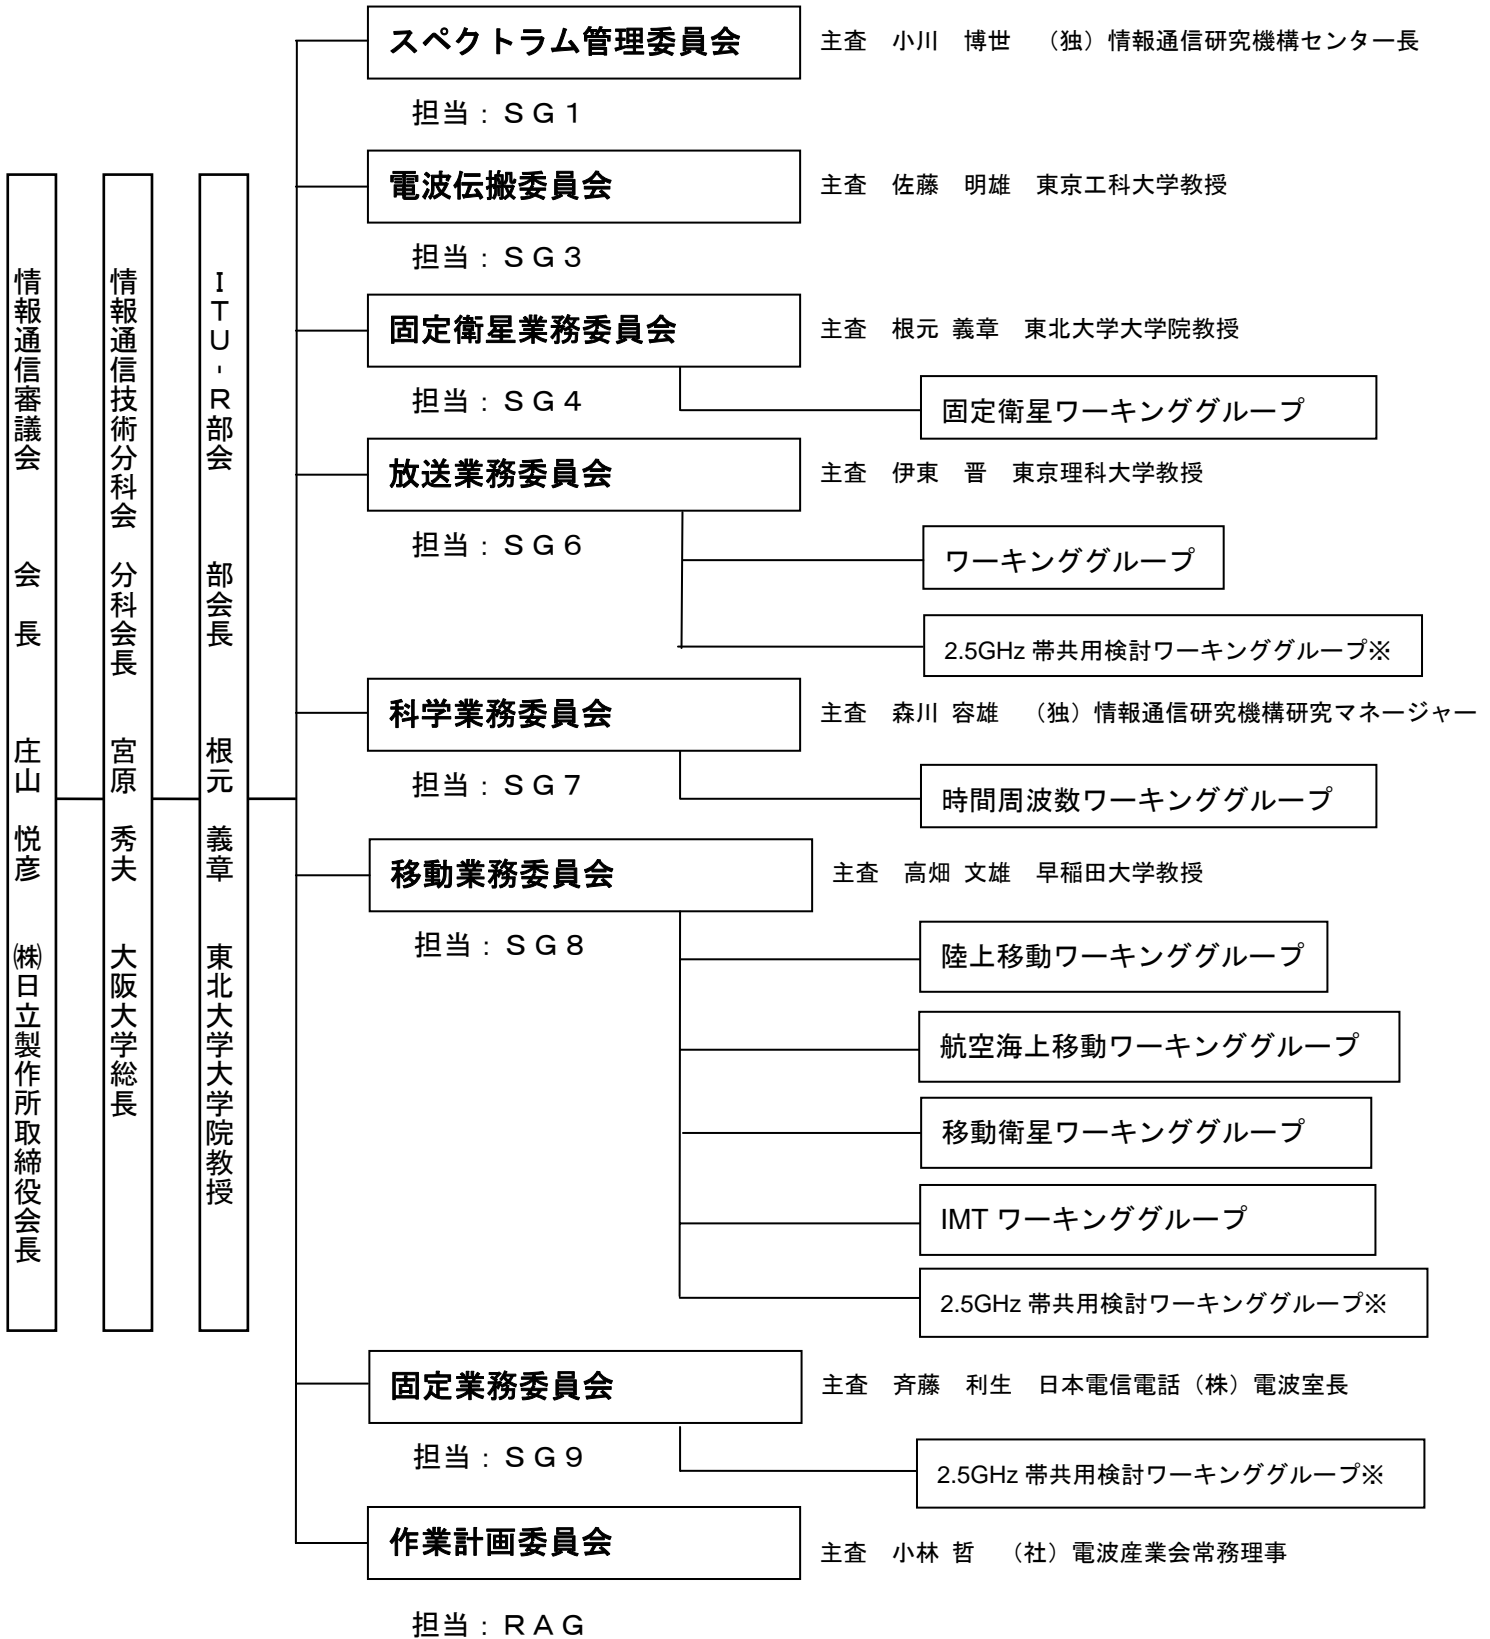 情報通信審議会　会　長　庄山　悦彦　㈱日立製作所取締役会長
情報通信技術分科会　分科会長　宮原　秀夫　大阪大学総長
ＩＴＵ-Ｒ部会　部会長　根元　義章　東北大学大学院教授
スペクトラム管理委員会
主査　小川　博世　（独）情報通信研究機構センター長
担当：ＳＧ１
電波伝搬委員会
主査　佐藤　明雄　東京工科大学教授
担当：ＳＧ３
固定衛星業務委員会
主査　根元 義章　東北大学大学院教授
担当：ＳＧ４
固定衛星ワーキンググループ
放送業務委員会
主査　伊東　晋　東京理科大学教授
担当：ＳＧ６
ワーキンググループ
2.5GHz 帯共用検討ワーキンググループ※
科学業務委員会
主査　森川 容雄　（独）情報通信研究機構研究マネージャー
担当：ＳＧ７
時間周波数ワーキンググループ
移動業務委員会
主査　高畑 文雄　早稲田大学教授
担当：ＳＧ８
陸上移動ワーキンググループ
航空海上移動ワーキンググループ
移動衛星ワーキンググループ
IMT ワーキンググループ
2.5GHz 帯共用検討ワーキンググループ※
固定業務委員会
主査　斉藤　利生　日本電信電話（株）電波室長
担当：ＳＧ９
2.5GHz 帯共用検討ワーキンググループ※
作業計画委員会
主査　小林 哲　（社）電波産業会常務理事
担当：ＲＡＧ